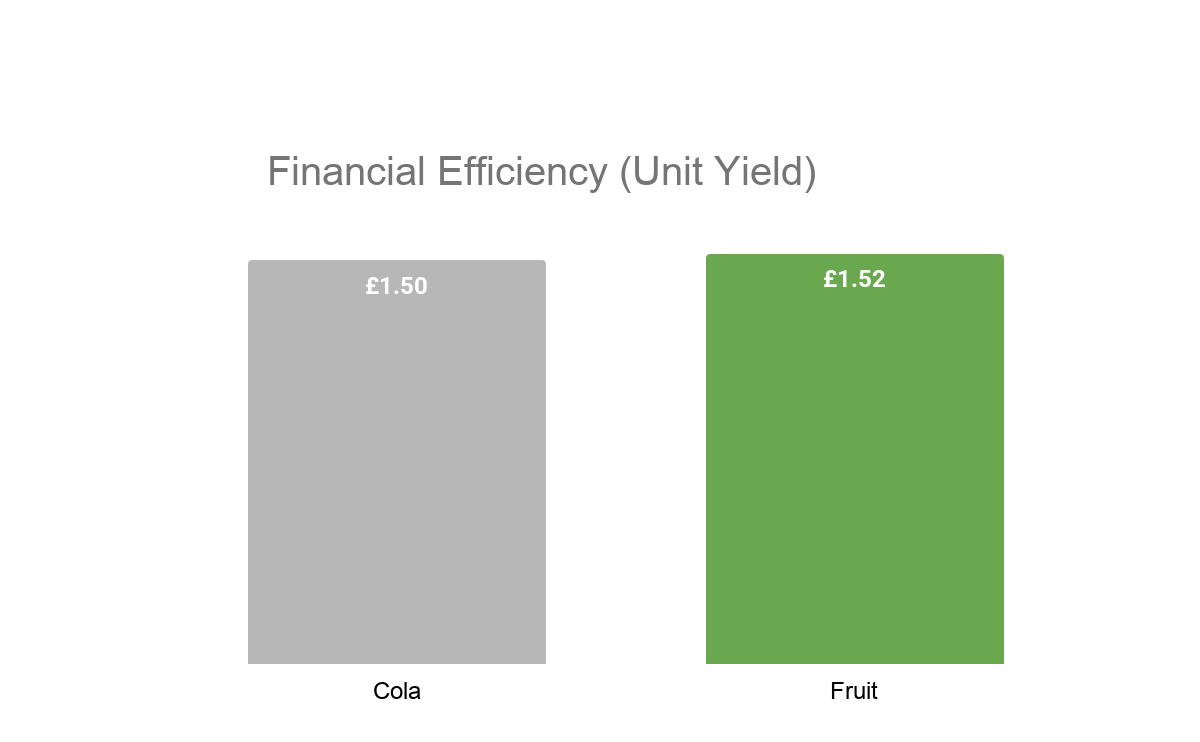 Financial Efficiency (Unit Yield)
£1.50
£1.52
Cola
Fruit